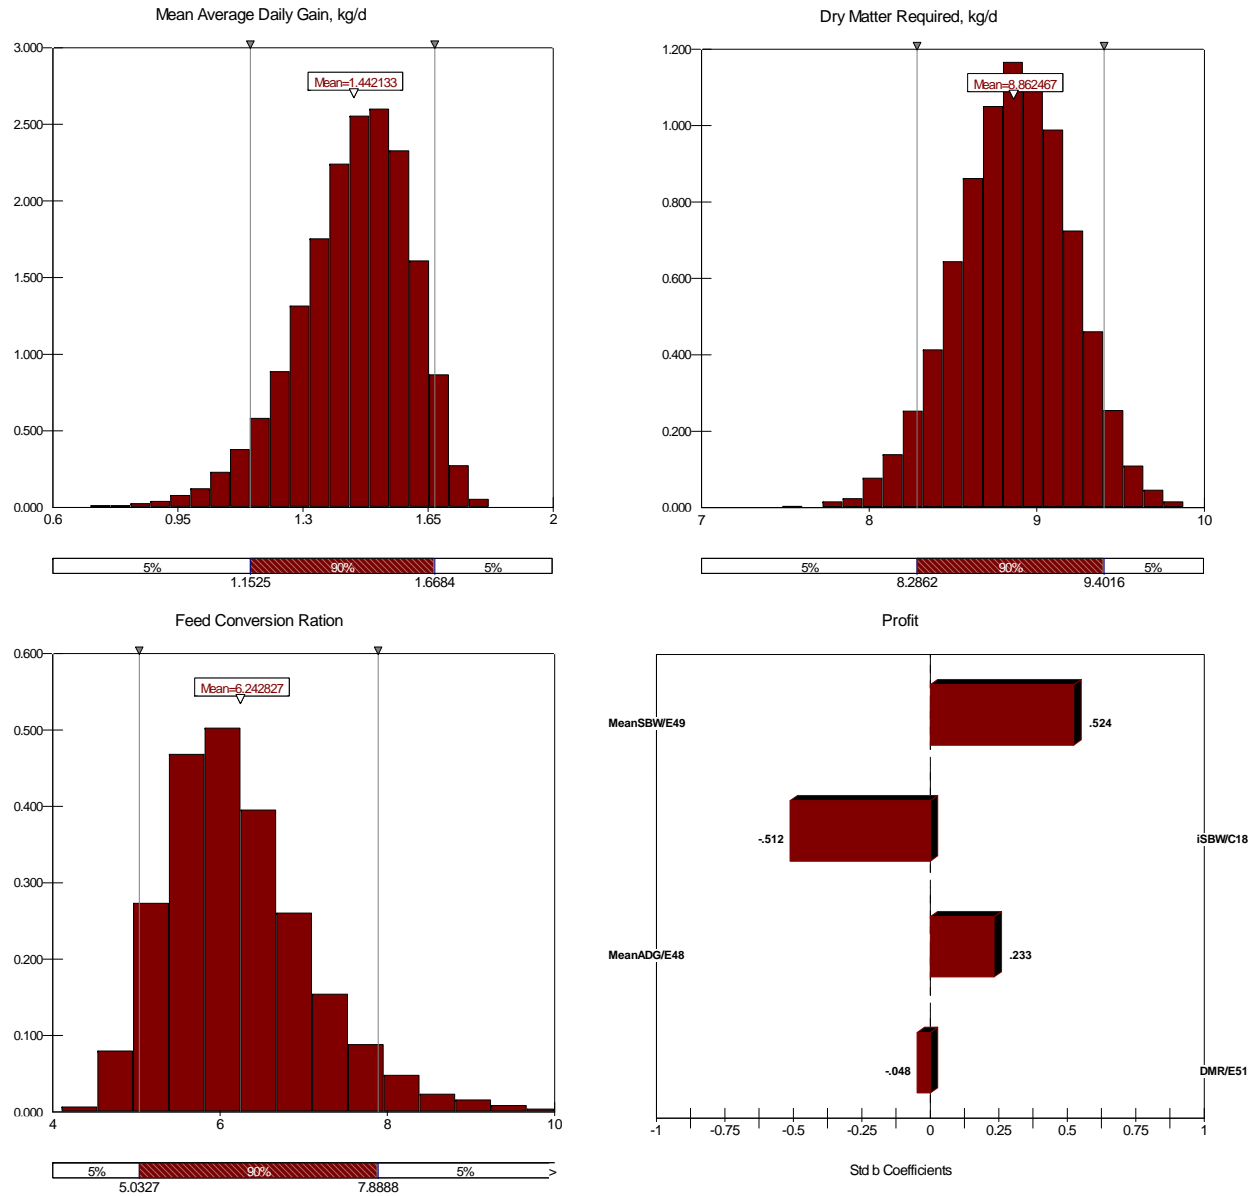 Mean Average Daily Gain, kg/d
3.000
2.500
2.000
1.500
1.000
0.500
0.000
Mean=1.442133
0.6 0.95 1.3 1.65 2
5% 90% 5%
1.1525 1.6684
Dry Matter Required, kg/d
1.200
1.000
0.800
0.600
0.400
0.200
0.000
Mean=8.862467
7 8 9 10
5% 90% 5%
8.2862 9.4016
Feed Conversion Ration
0.600
0.500
0.400
0.300
0.200
0.100
0.000
Mean=6.242827
4 6 8 10
5% 90% 5% >
5.0327 7.8888
Profit
MeanSBW/E49 .524
-.512 iSBW/C18
MeanADG/E48 .233
-.048 DMR/E51
-1 -0.75 -0.5 -0.25 0 0.25 0.5 0.75 1
Std b Coefficients